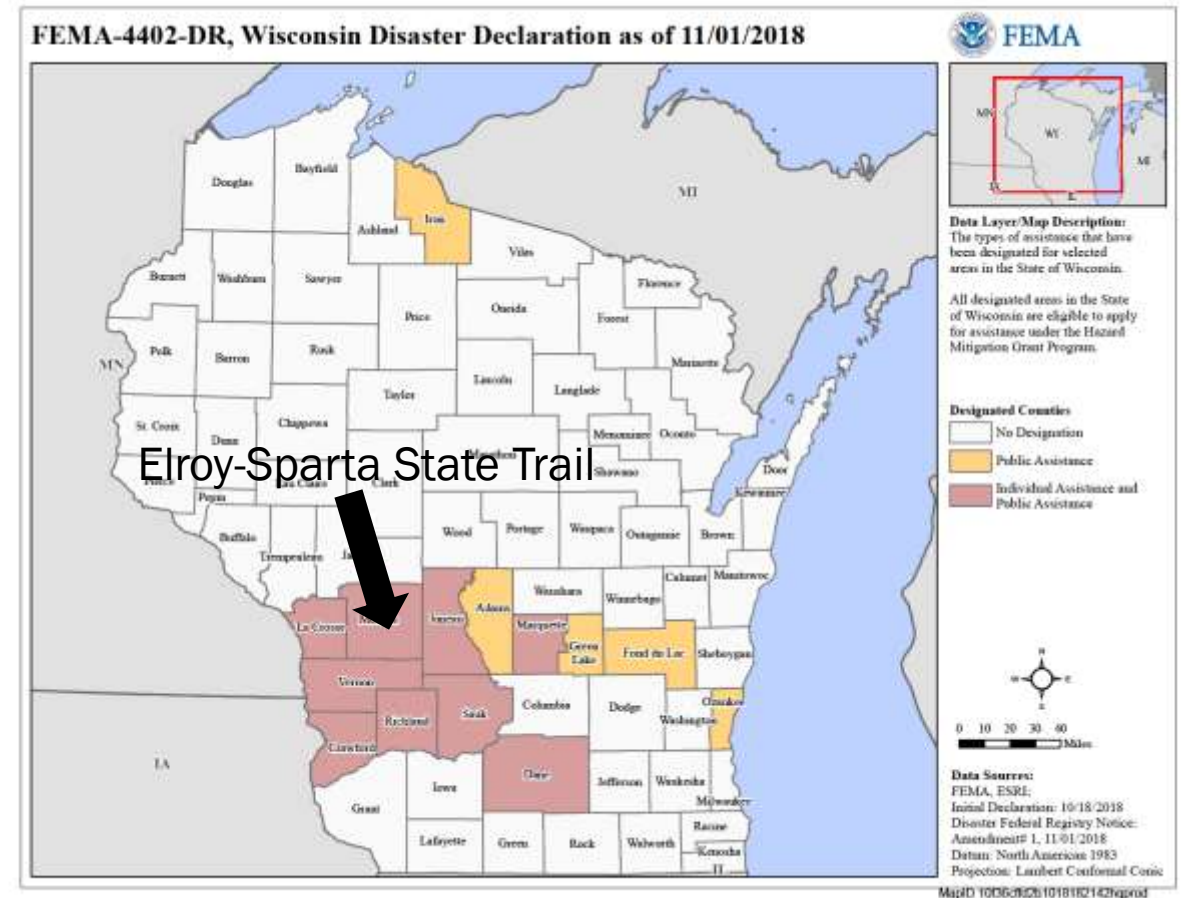 FEMA-4402-DR, Wisconsin Disaster Declaration as of 11/01/2018
FEMA
MN
WI
MI
IL
Data Layer/Map Description:
The types of assistance that have
been designated for selected
areas in the State of Wisconsin.
All designated areas in the State
of Wisconsin are eligible to apply
for assistance under the Hazard
Mitigation Grant Program.
Designated Counties
No Designation
Public Assistance
Individual Assistance and
Public Assistance
MI
MN
IA
IL
Douglas
Bayfield
Ashland
Iron
Vilas
Burnett
Washburn
Sawyer
Florence
Price
Oneida
Forest
Polk
Barron
Rusk
Marinette
Lincoln
Langlade
Taylor
St. Croix
Dunn
Chippewa
Menominee
Oconto
Elroy-Sparta State Trail
Shawano
Door
Clark
Kewaunee
Pepin
Buffalo
Trempealeau
Wood
Portage
Waupaca
Outagamie
Brown
Calumet
Manitowoc
Waushara
Winnebago
La Crosse
Juneau
Adams
Marquette
Green
Lake
Fond du Lac
Sheboygan
Vernon
Richland
Sauk
Columbia
Dodge
Washington
Ozaukee
Crawford
Dane
Jefferson
Waukesha
Milwaukee
Grant
Iowa
Lafayette
Green
Rock
Walworth
Racine
Kenosha
N
W
E
S
0 10 20 30 40
Miles
Data Sources:
FEMA, ESRI;
Initial Declaration: 10/18/2018
Disaster Federal Registry Notice:
Amendment# 1, 11/01/2018
Datum: North American 1983
Projection: Lambert Conformal Conic